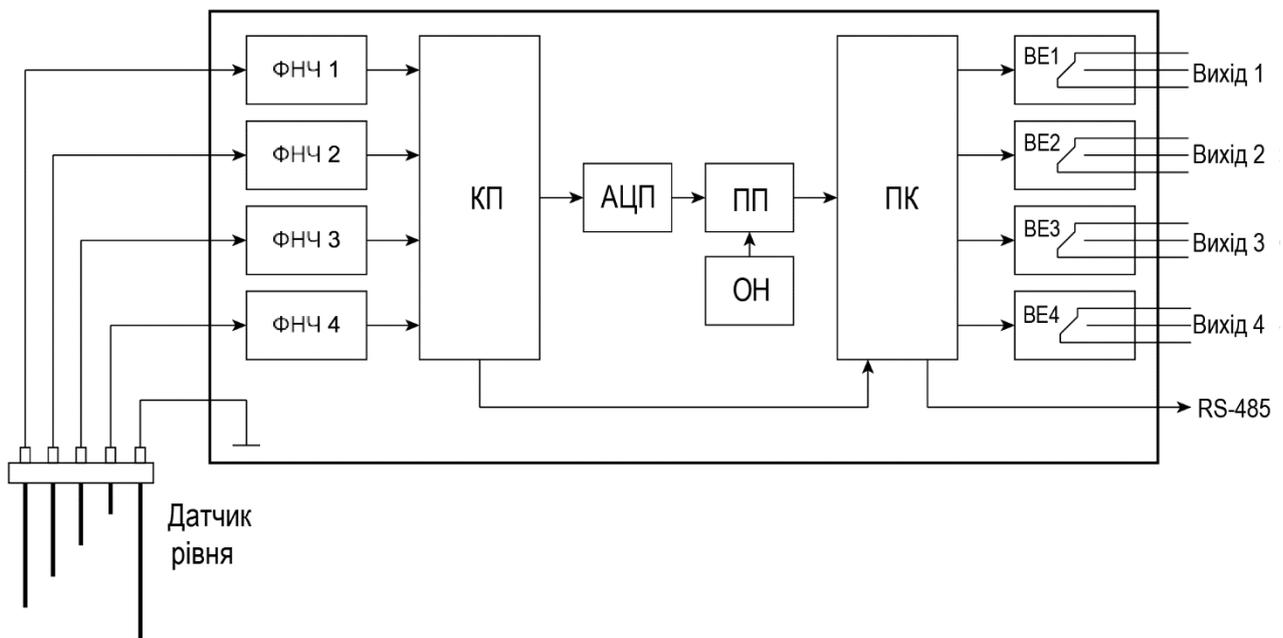 ФНЧ 1
ФНЧ 2
ФНЧ 3
ФНЧ 4
КП
АЦП
ПП
ОН
ПК
ВЕ1
ВЕ2
ВЕ3
ВЕ4
Вихід 1
Вихід 2
Вихід 3
Вихід 4
RS-485
Датчик
рівня